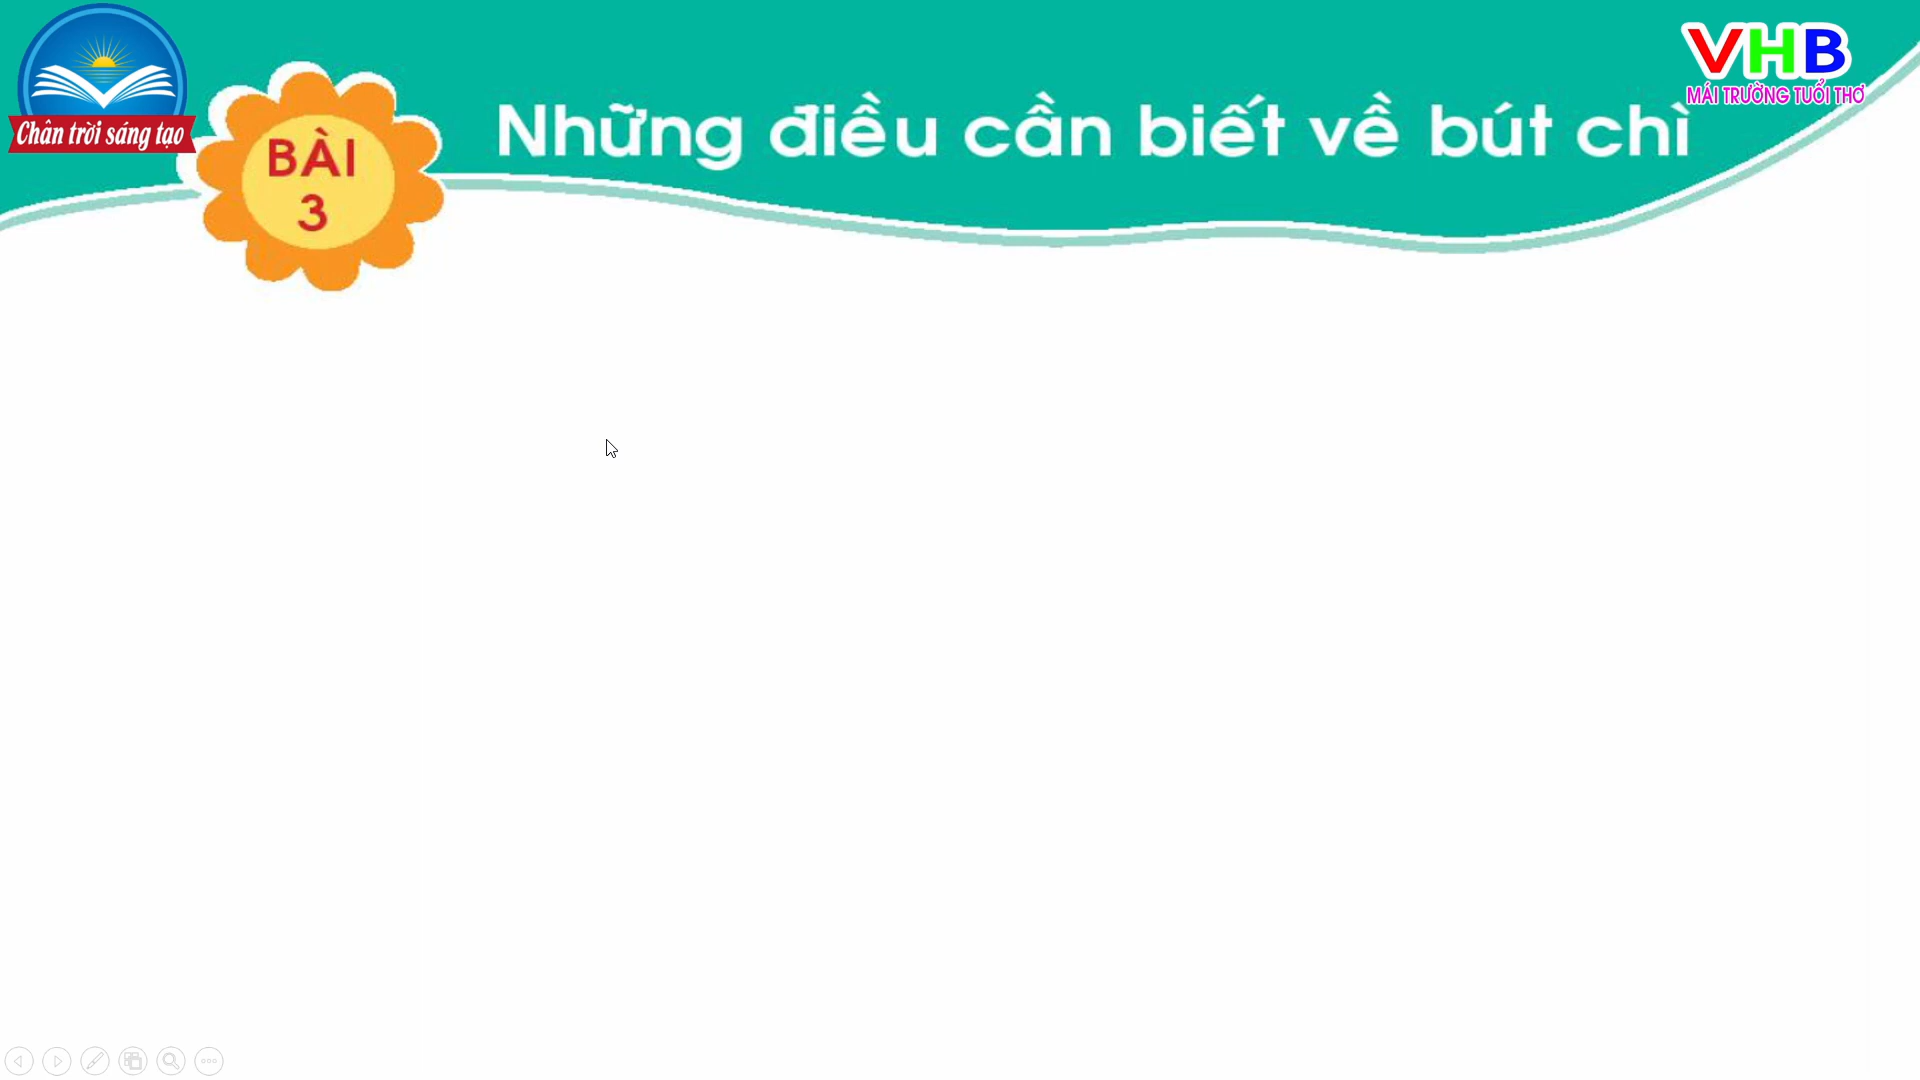 Chân trời sáng tạo
VHB
MÁI TRƯỜNG TUỔI THƠ
BÀI
3
Những điều cần biết về bút chì